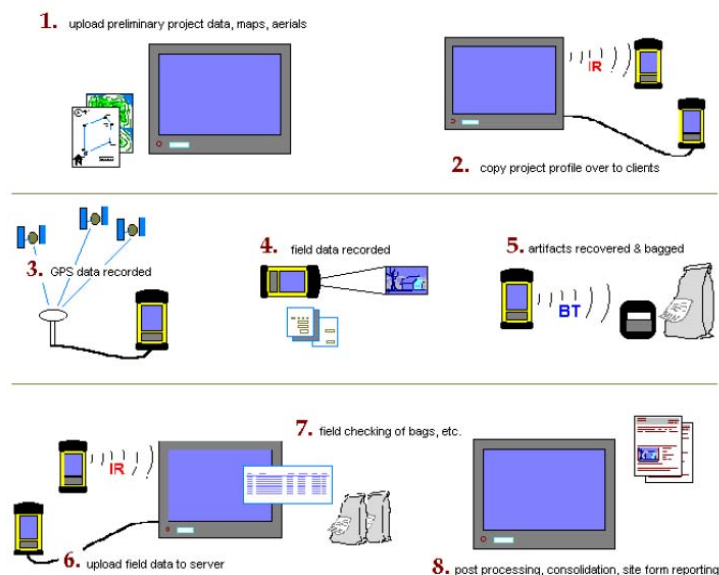 1. upload preliminary project data, maps, aerials
IR
2. copy project profile over to clients
3. GPS data recorded
4. field data recorded
5. artifacts recovered & bagged
BT
7. field checking of bags, etc.
IR
6. upload field data to server
8. post processing, consolidation, site form reporting